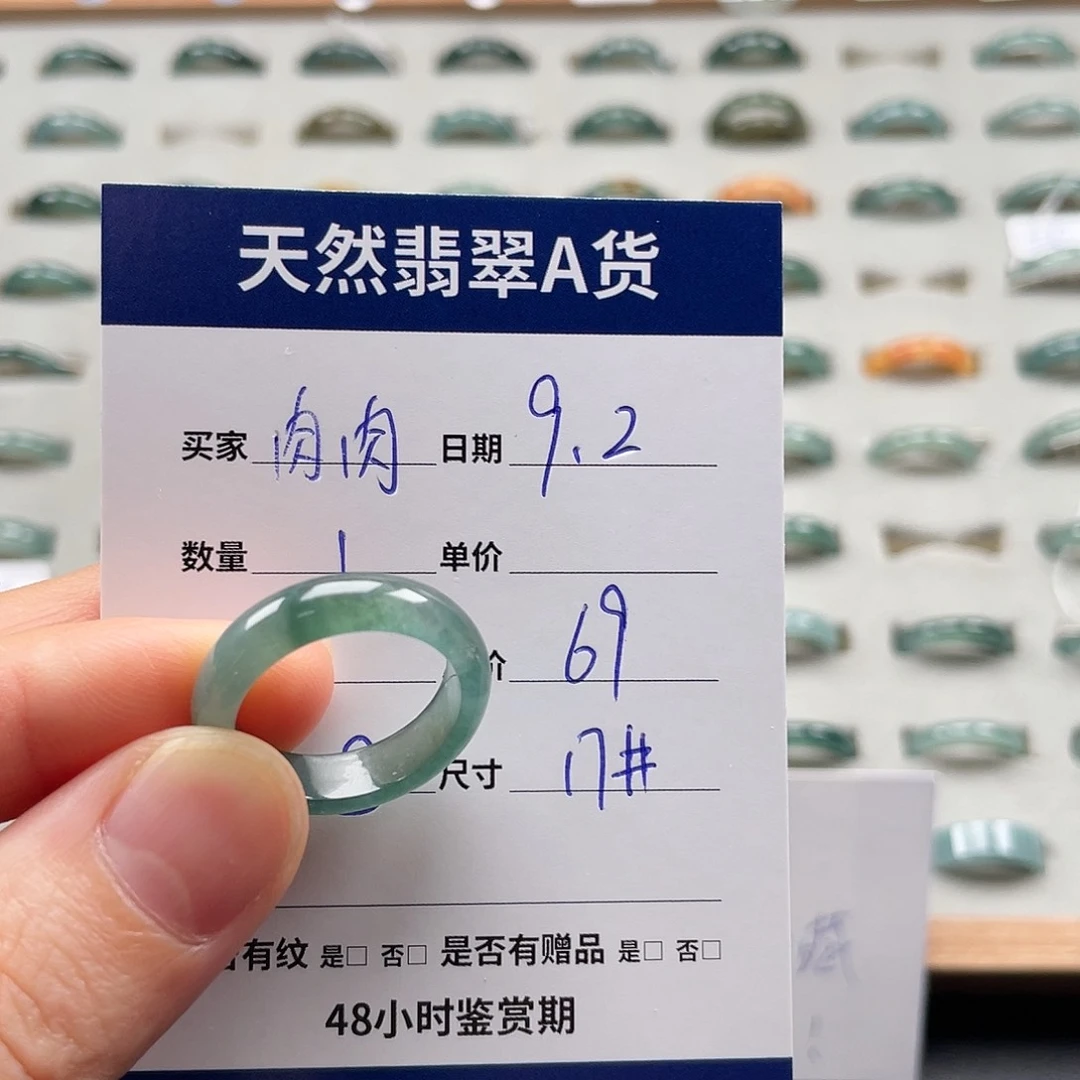 天然翡翠A货
买家 肉肉 日期 9.2
数量 1 单价
价 69
尺寸 17#
有纹 是□ 否□ 是否有赠品 是□ 否□
48小时鉴赏期